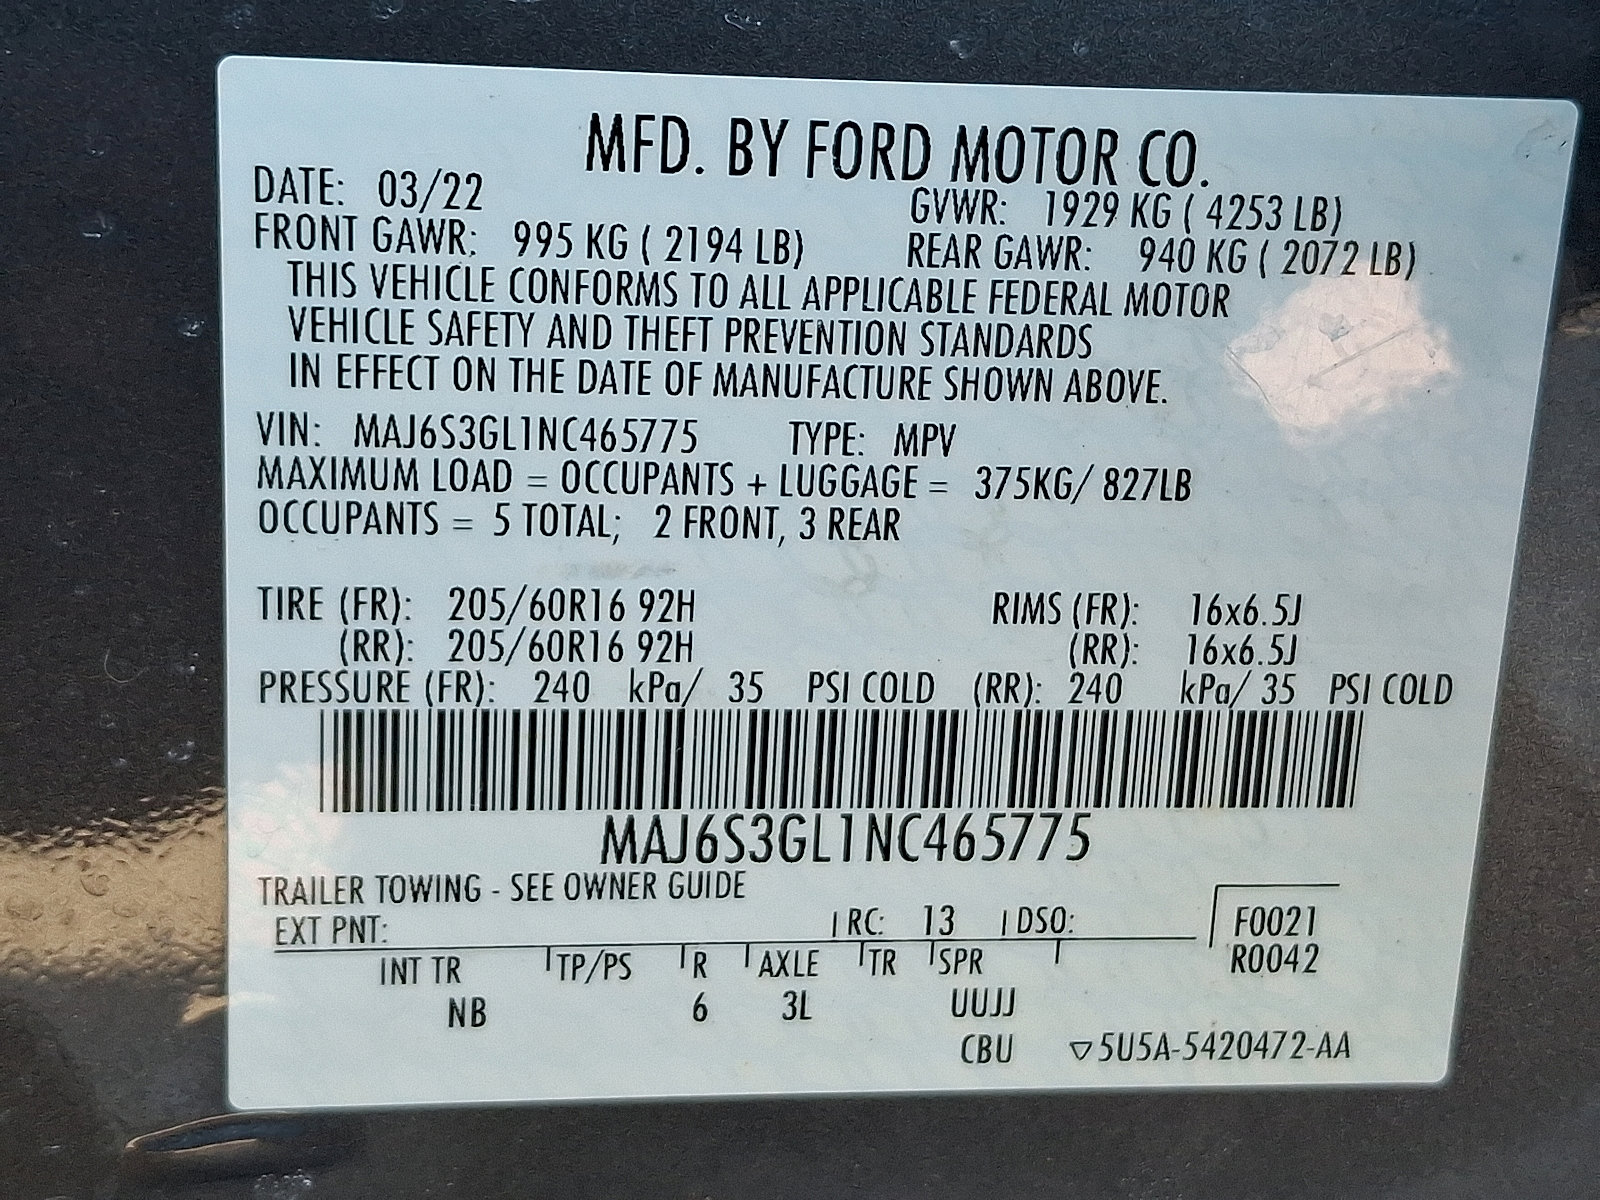 MFD. BY FORD MOTOR CO.
DATE: 03/22 GVWR: 1929 KG ( 4253 LB)
FRONT GAWR: 995 KG ( 2194 LB) REAR GAWR: 940 KG ( 2072 LB)
THIS VEHICLE CONFORMS TO ALL APPLICABLE FEDERAL MOTOR
VEHICLE SAFETY AND THEFT PREVENTION STANDARDS
IN EFFECT ON THE DATE OF MANUFACTURE SHOWN ABOVE.
VIN: MAJ6S3GL1NC465775 TYPE: MPV
MAXIMUM LOAD = OCCUPANTS + LUGGAGE = 375KG/ 827LB
OCCUPANTS = 5 TOTAL; 2 FRONT, 3 REAR
TIRE (FR): 205/60R16 92H RIMS (FR): 16x6.5J
(RR): 205/60R16 92H (RR): 16x6.5J
PRESSURE (FR): 240 kPa/ 35 PSI COLD (RR): 240 kPa/ 35 PSI COLD
MAJ6S3GL1NC465775
TRAILER TOWING - SEE OWNER GUIDE
EXT PNT: RC: 13 DSO: F0021
R0042
INT TR TP/PS R AXLE TR SPR
NB 6 3L UUJJ
CBU ▽5U5A-5420472-AA